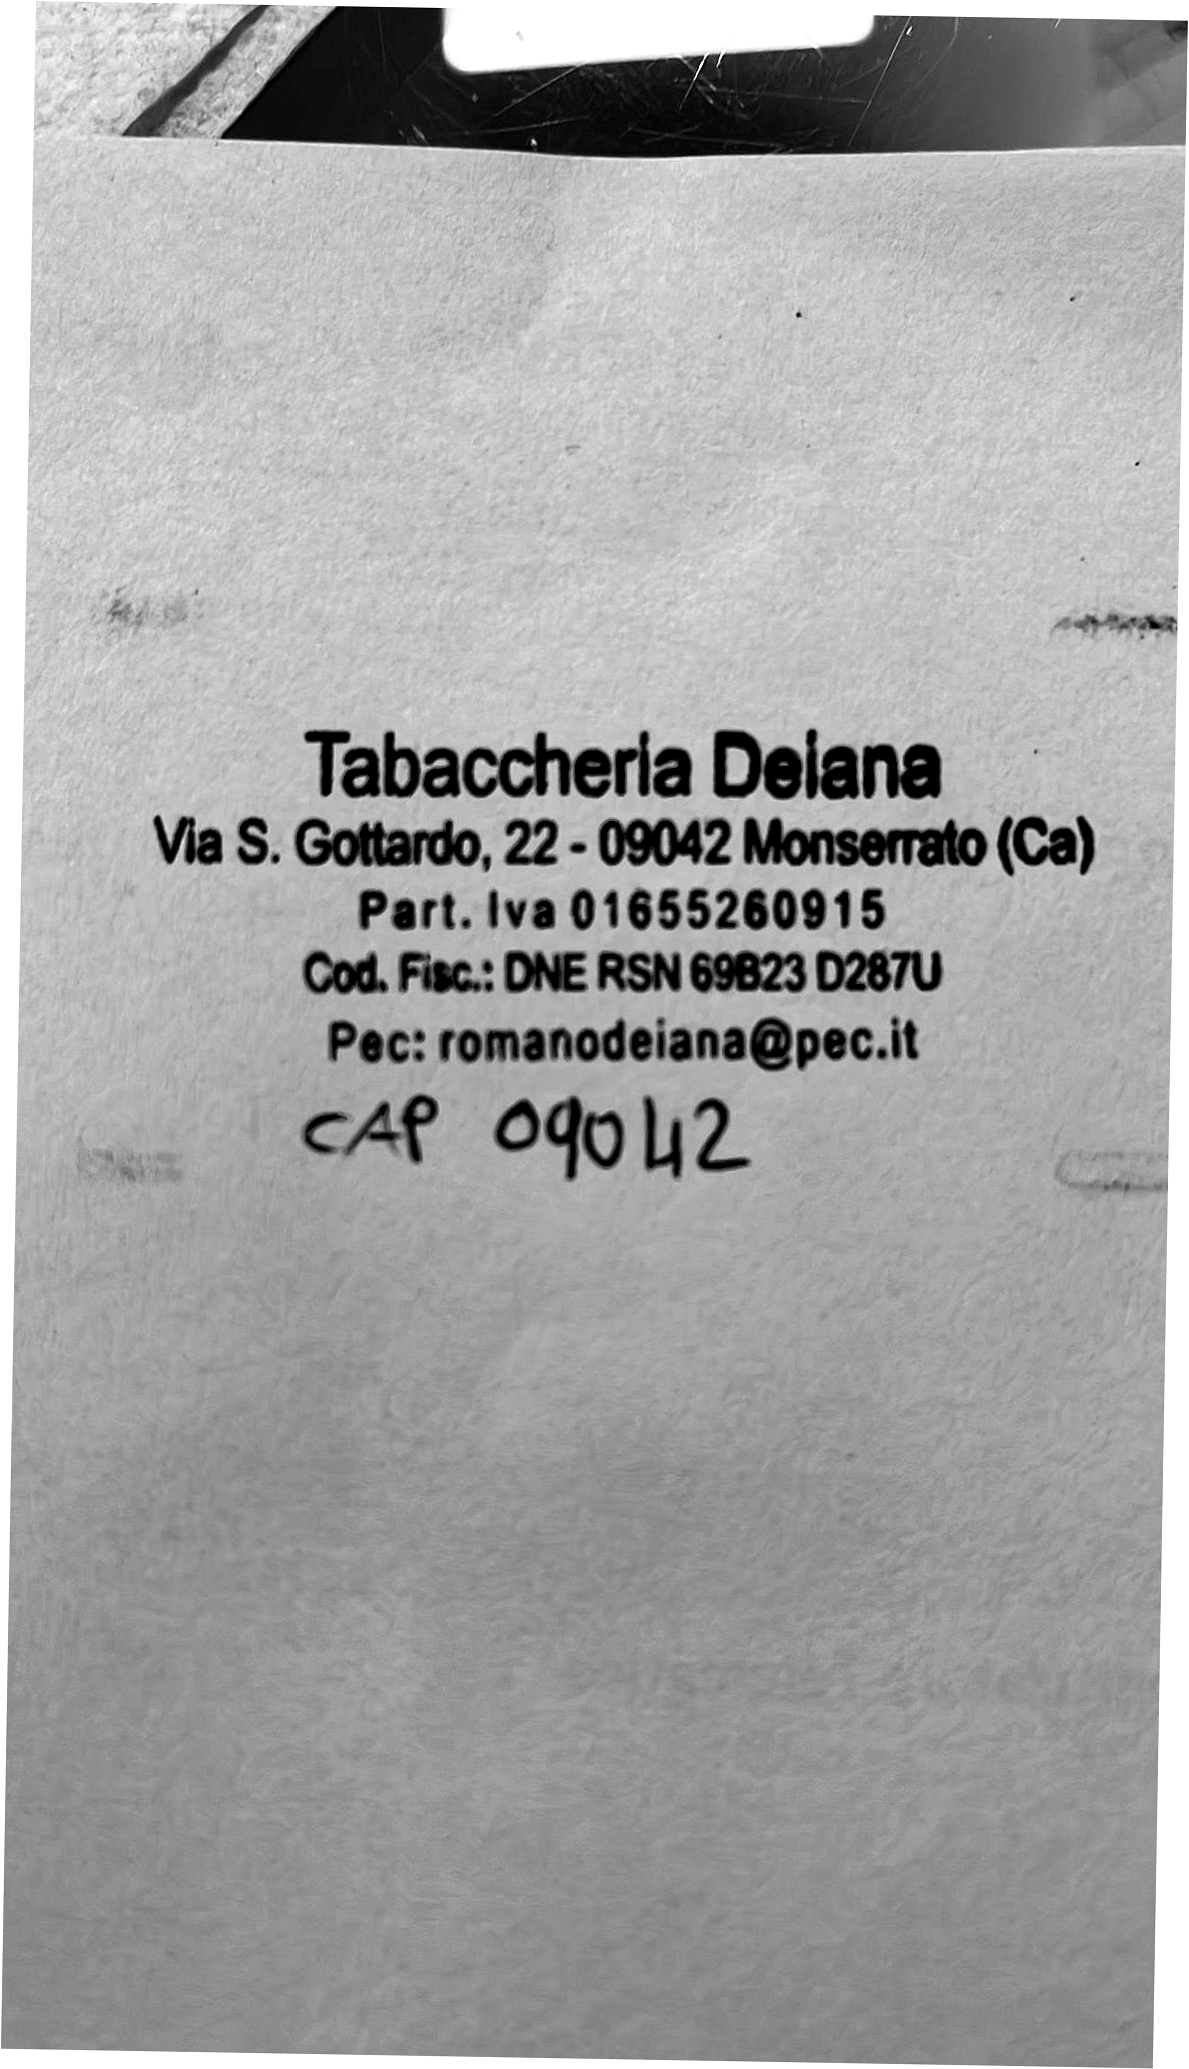 Tabaccheria Deiana
Via S. Gottardo, 22 - 09042 Monserrato (Ca)
Part. Iva 01655260915
Cod. Fisc.: DNE RSN 69B23 D287U
Pec: romanodeiana@pec.it
CAP 09042